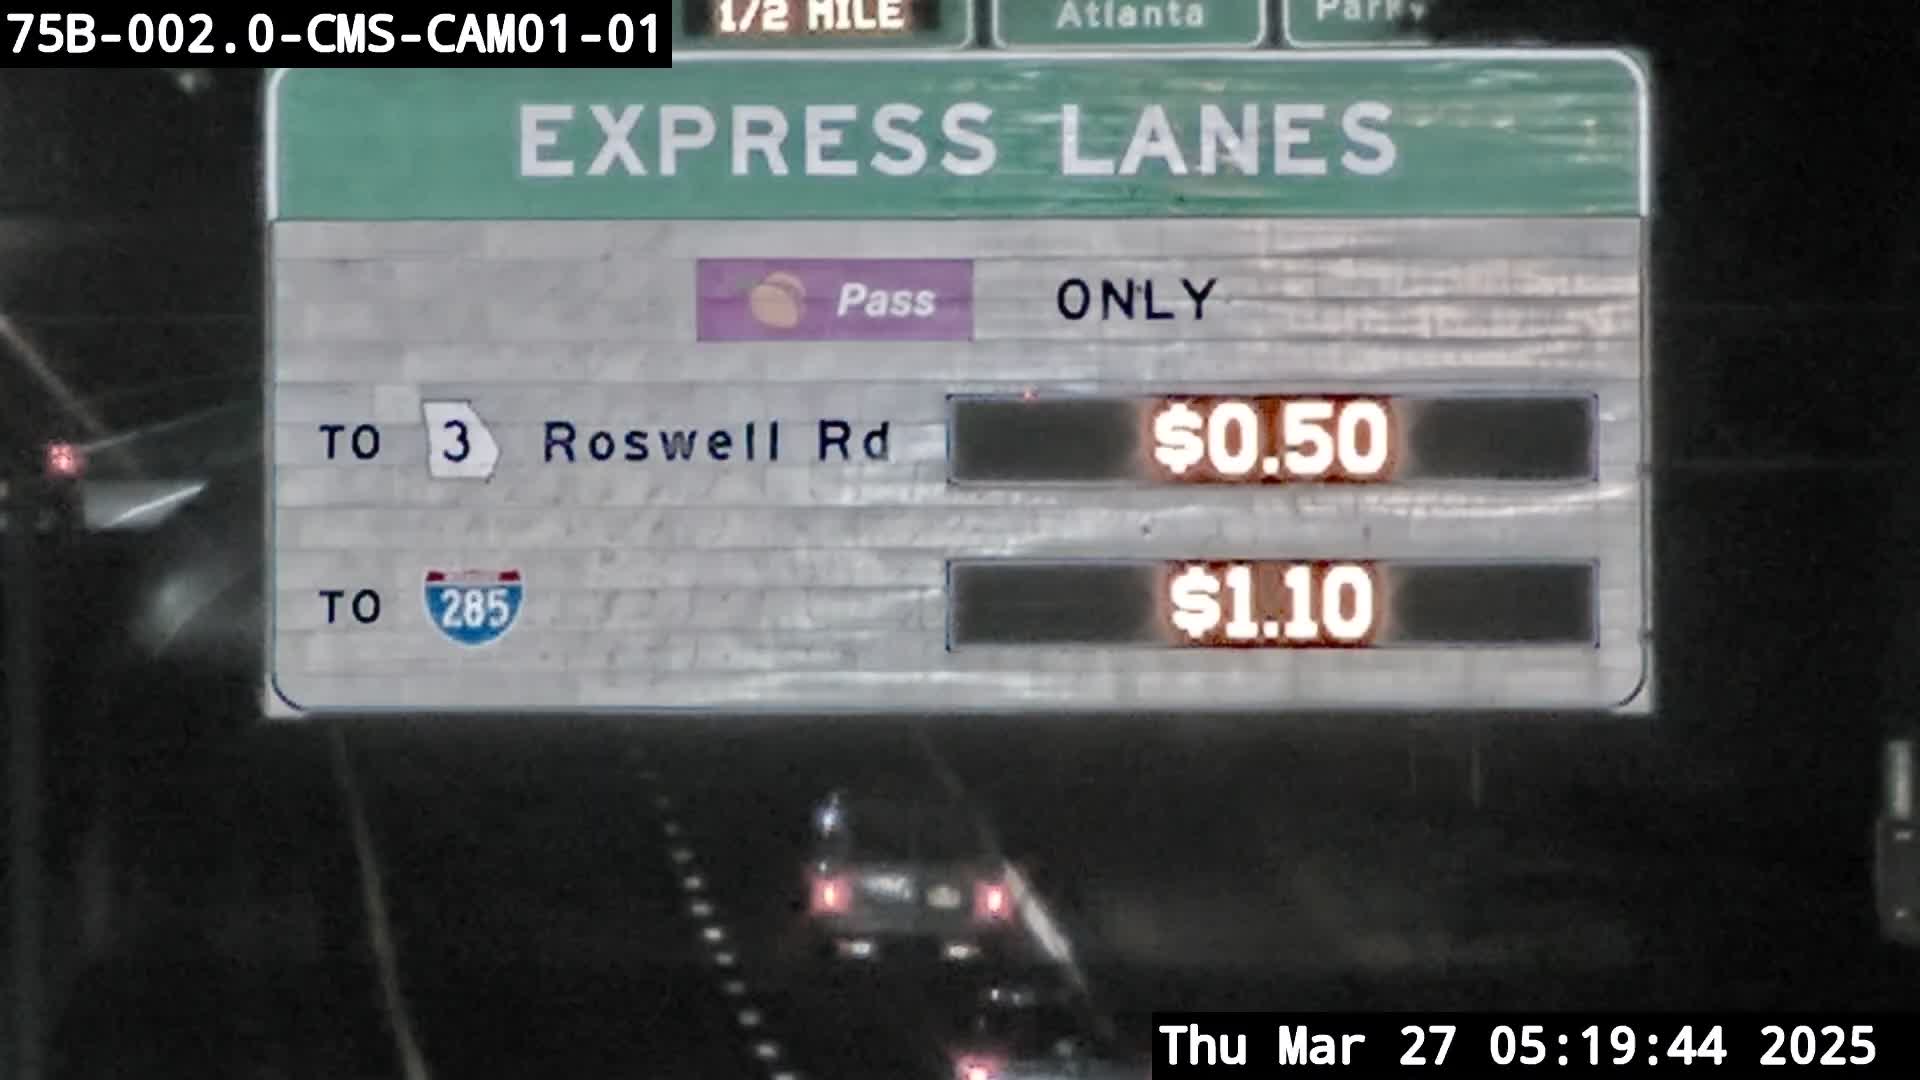 75B-002.0-CMS-CAM01-01
1/2 MILE
Atlanta
EXPRESS LANES
Pass ONLY
TO 3 Roswell Rd $0.50
TO 285 $1.10
Thu Mar 27 05:19:44 2025